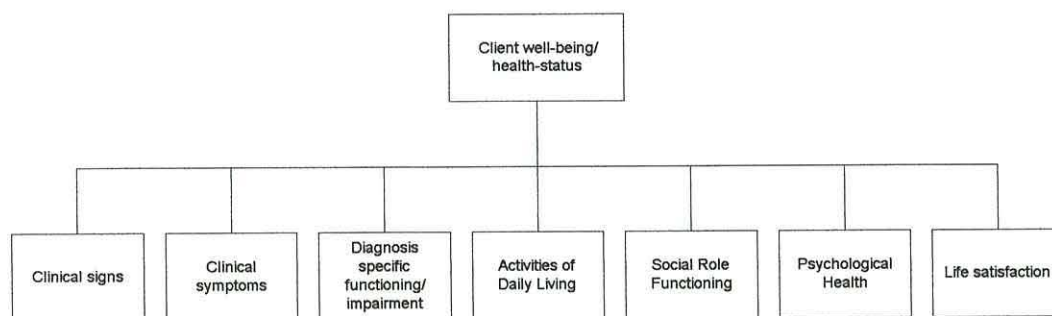 Client well-being/
health-status
Clinical signs
Clinical
symptoms
Diagnosis
specific
functioning/
impairment
Activities of
Daily Living
Social Role
Functioning
Psychological
Health
Life satisfaction